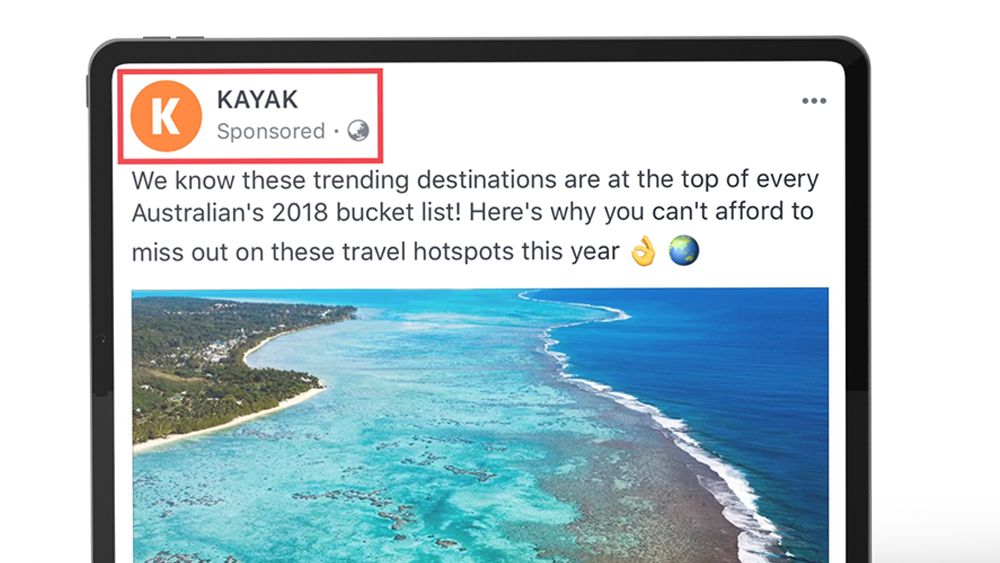 K
KAYAK
Sponsored ·
We know these trending destinations are at the top of every
Australian's 2018 bucket list! Here's why you can't afford to
miss out on these travel hotspots this year 👌 🌏